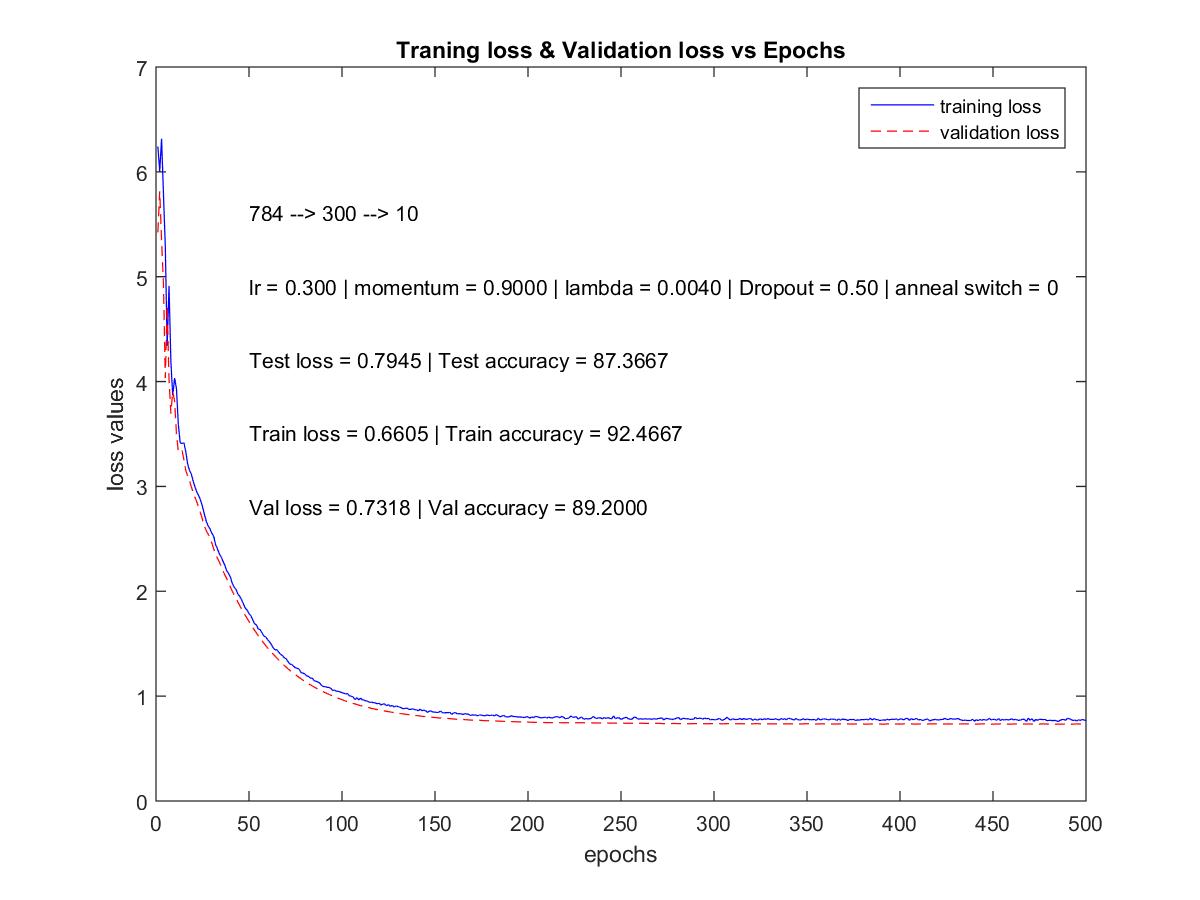 Traning loss & Validation loss vs Epochs
7
training loss
validation loss
6
784 --> 300 --> 10
5
lr = 0.300 | momentum = 0.9000 | lambda = 0.0040 | Dropout = 0.50 | anneal switch = 0
Test loss = 0.7945 | Test accuracy = 87.3667
4
loss values
Train loss = 0.6605 | Train accuracy = 92.4667
3
Val loss = 0.7318 | Val accuracy = 89.2000
2
1
0
0 50 100 150 200 250 300 350 400 450 500
epochs